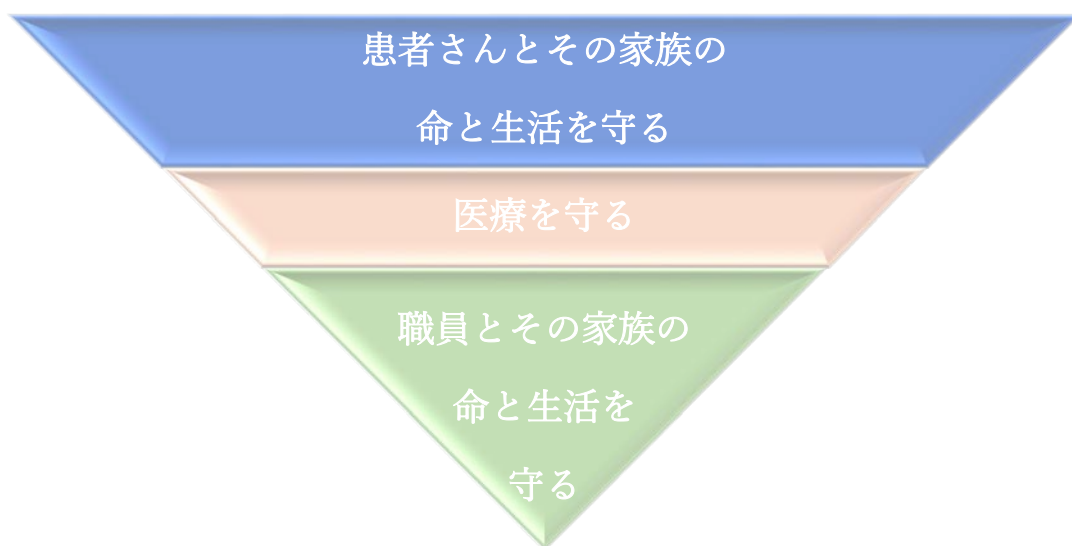 患者さんとその家族の
命と生活を守る
医療を守る
職員とその家族の
命と生活を
守る